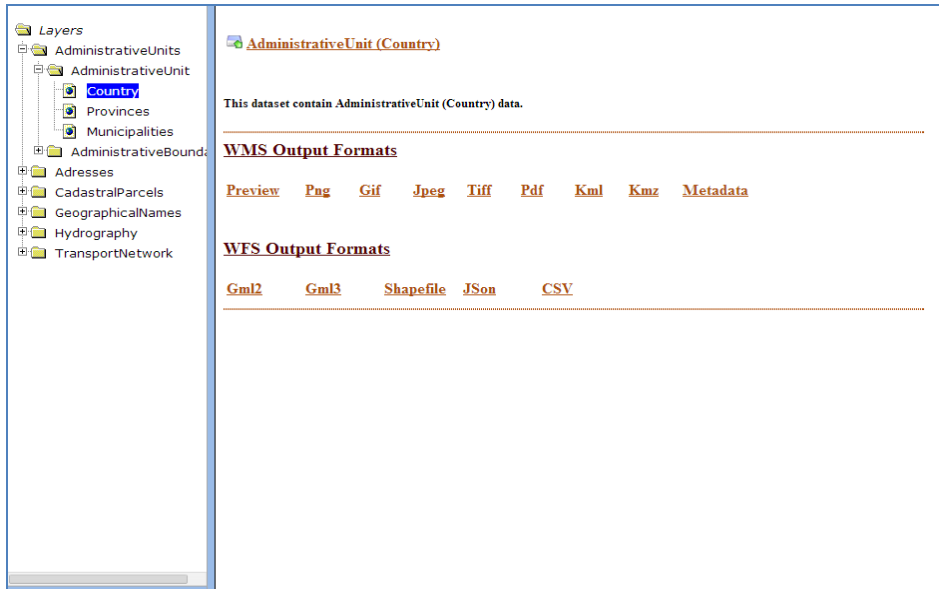 Layers
AdministrativeUnits
AdministrativeUnit
Country
Provinces
Municipalities
AdministrativeBounda
Adresses
CadastralParcels
GeographicalNames
Hydrography
TransportNetwork
AdministrativeUnit (Country)
This dataset contain AdministrativeUnit (Country) data.
WMS Output Formats
Preview Png Gif Jpeg Tiff Pdf Kml Kmz Metadata
WFS Output Formats
Gml2 Gml3 Shapefile JSon CSV